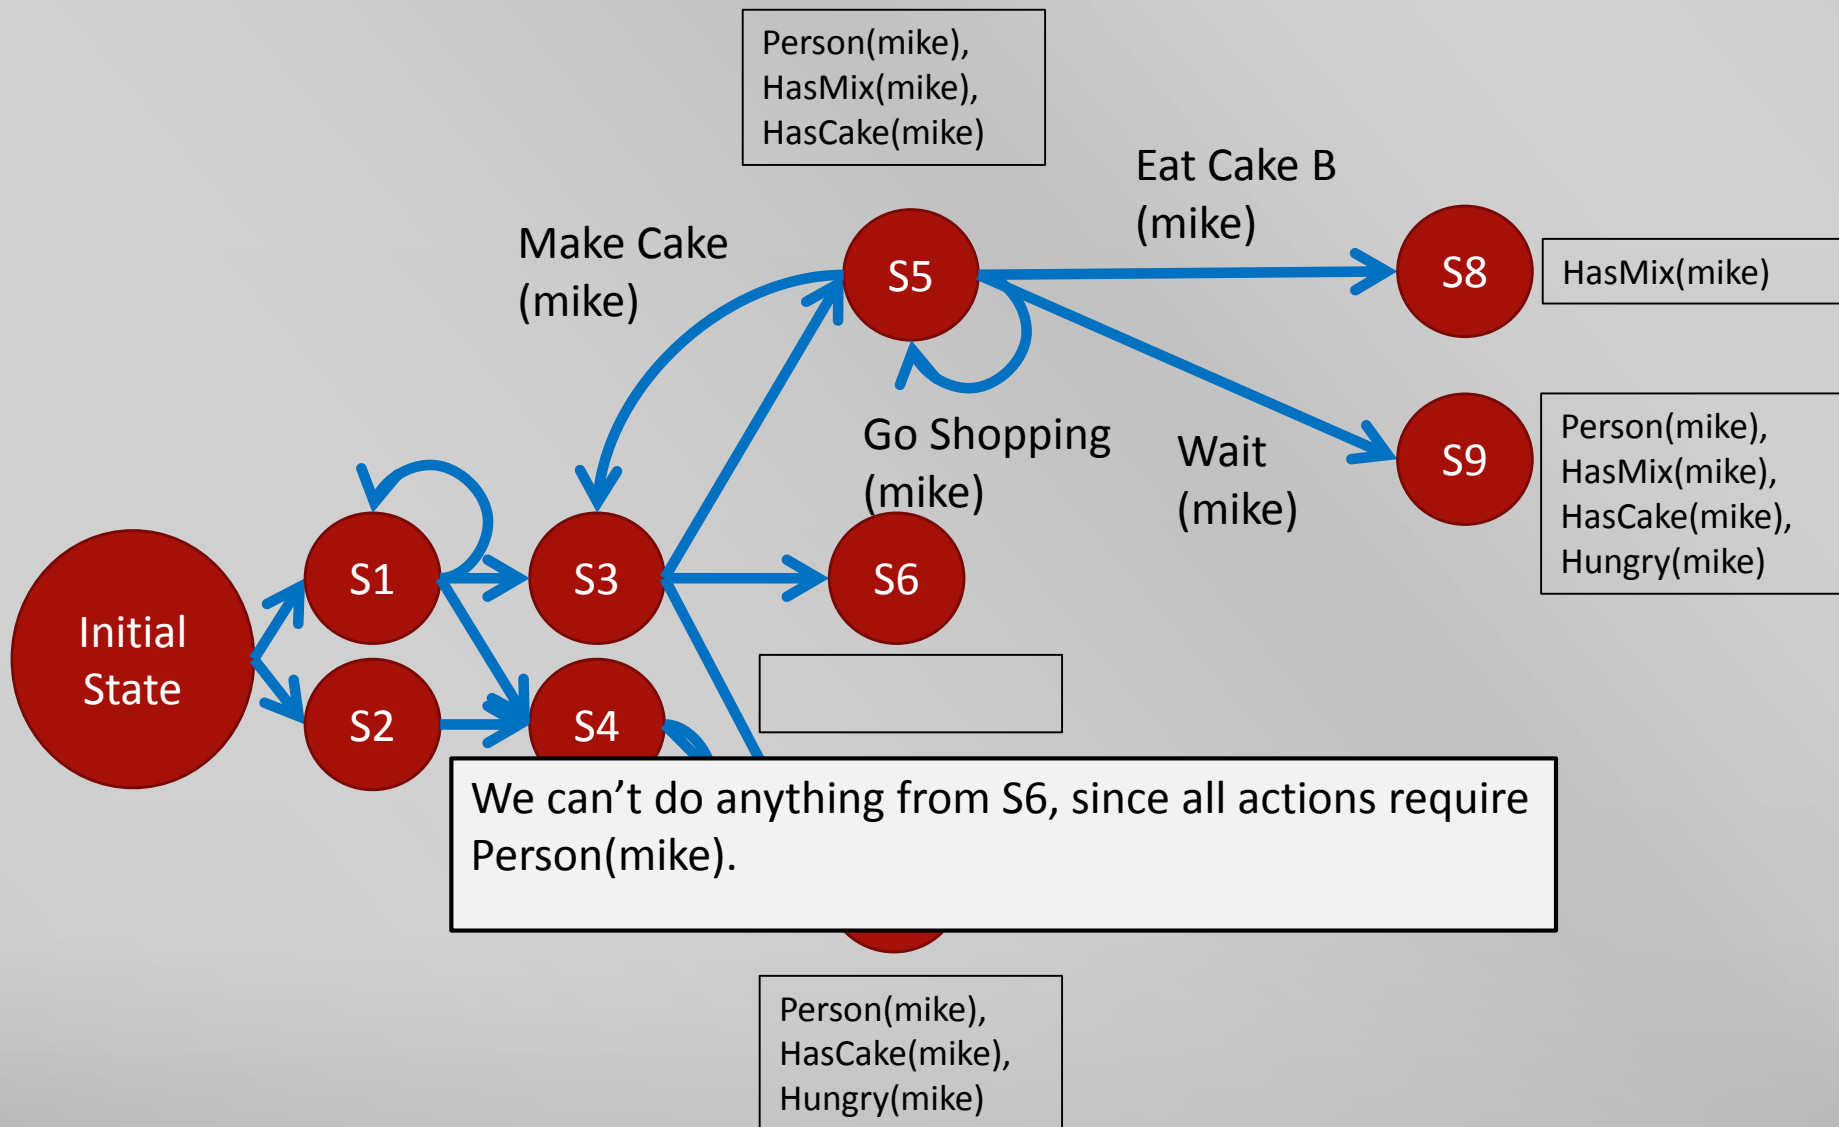 Person(mike),
HasMix(mike),
HasCake(mike)
Eat Cake B
(mike)
Make Cake
(mike)
S5
S8
HasMix(mike)
Go Shopping
(mike)
Wait
(mike)
S9
Person(mike),
HasMix(mike),
HasCake(mike),
Hungry(mike)
Initial
State
S1
S3
S6
S2
S4
We can’t do anything from S6, since all actions require
Person(mike).
Person(mike),
HasCake(mike),
Hungry(mike)